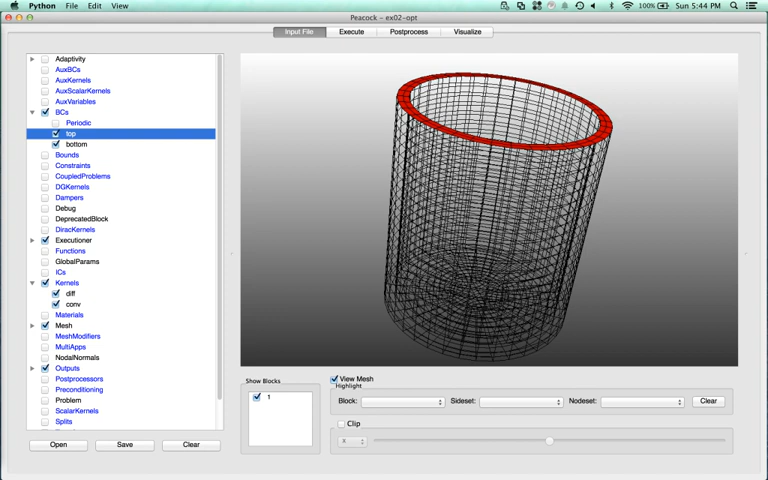 Python File Edit View 100% Sun 5:44 PM
Peacock - ex02-opt
Input File Execute Postprocess Visualize
Adaptivity
AuxBCs
AuxKernels
AuxScalarKernels
AuxVariables
BCs
Periodic
top
bottom
Bounds
Constraints
CoupledProblems
DGKernels
Dampers
Debug
DeprecatedBlock
DiracKernels
Executioner
Functions
GlobalParams
ICs
Kernels
diff
conv
Materials
Mesh
MeshModifiers
MultiApps
NodalNormals
Outputs
Postprocessors
Preconditioning
Problem
ScalarKernels
Splits
Open Save Clear
Show Blocks
1
View Mesh
Highlight
Block: Sideset: Nodeset: Clear
Clip
x